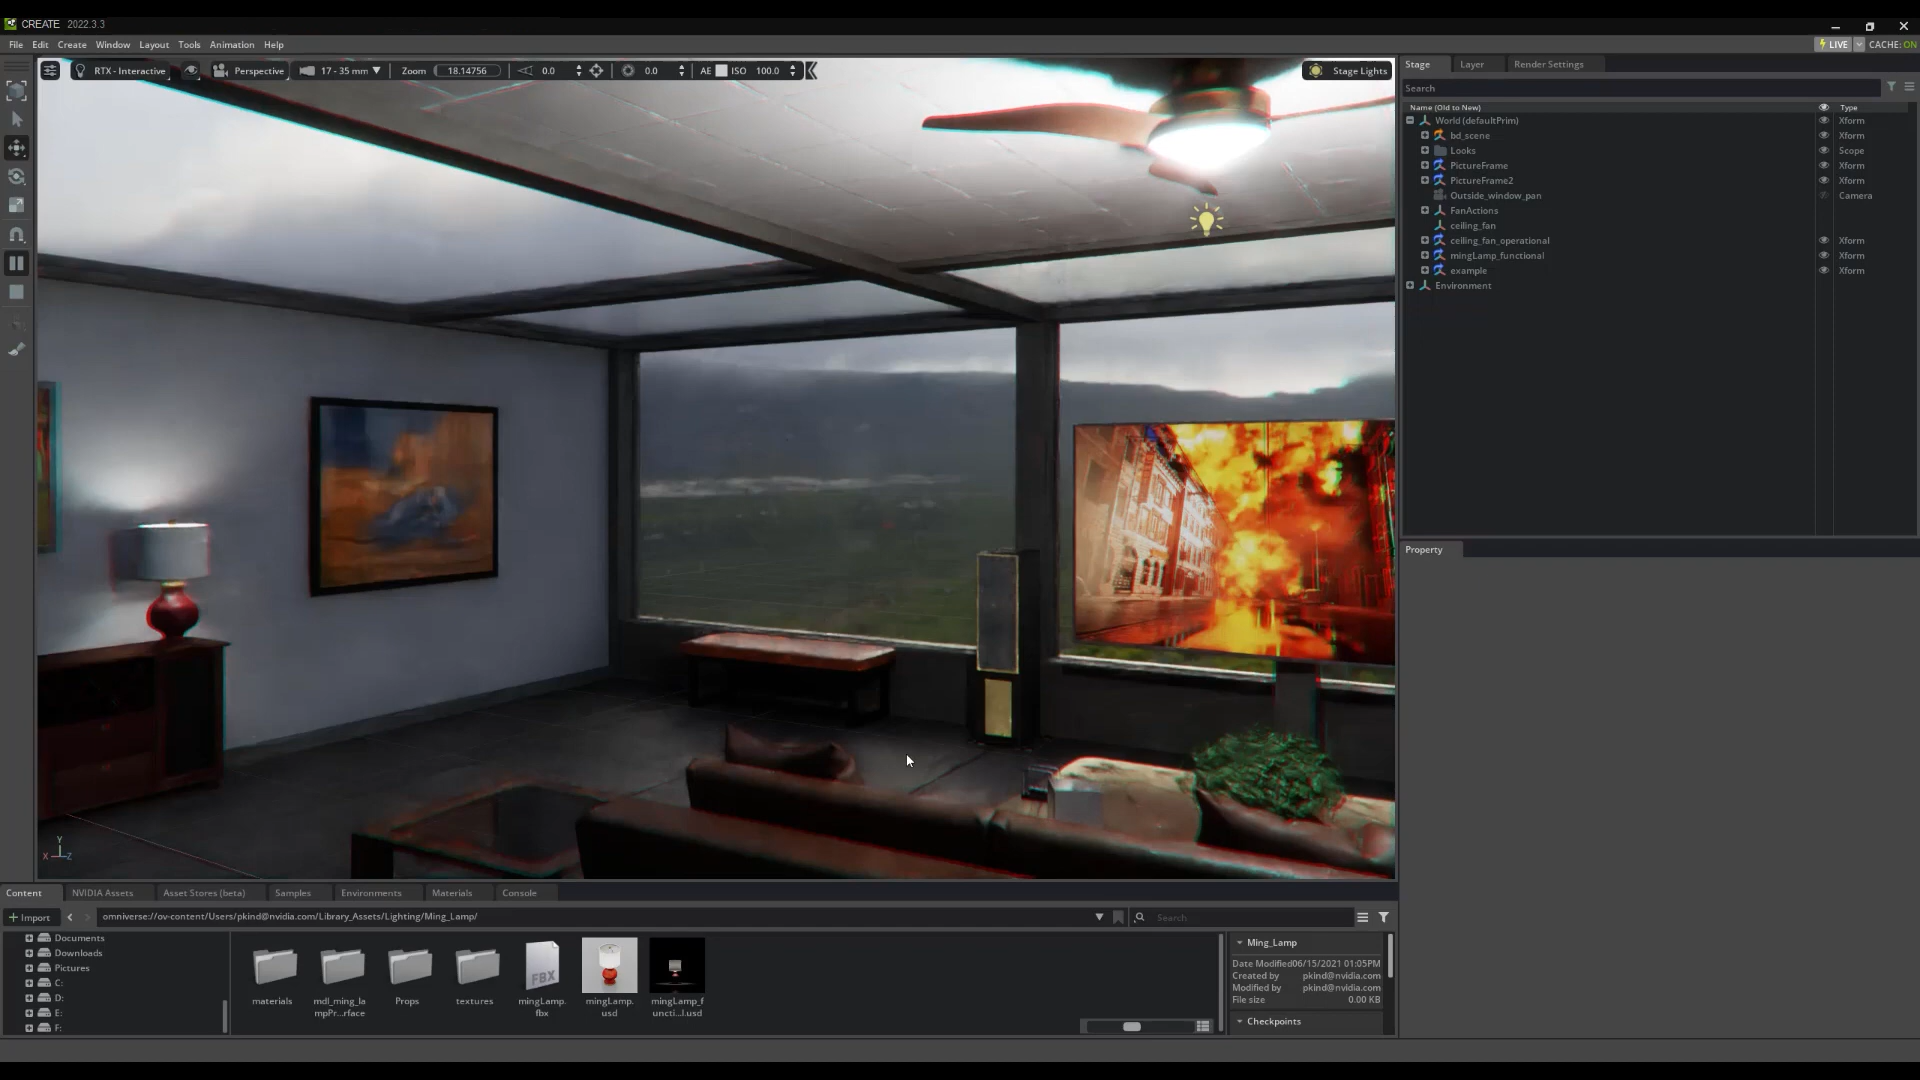 CREATE 2022.3.3
File Edit Create Window Layout Tools Animation Help
LIVE CACHE: ON
RTX - Interactive Perspective 17 - 35 mm Zoom 18.14756 0.0 0.0 AE ISO 100.0 Stage Lights
Stage Layer Render Settings
Search
Name (Old to New) Type
World (defaultPrim) Xform
bd_scene Xform
Looks Scope
PictureFrame Xform
PictureFrame2 Xform
Outside_window_pan Camera
FanActions
ceiling_fan
ceiling_fan_operational Xform
mingLamp_functional Xform
example Xform
Environment
Property
Y
X Z
Content NVIDIA Assets Asset Stores (beta) Samples Environments Materials Console
Import omniverse://ov-content/Users/pkind@nvidia.com/Library_Assets/Lighting/Ming_Lamp/ Search
Documents
Downloads
Pictures
C:
D:
E:
F:
FBX
materials mdl_ming_la Props textures mingLamp. mingLamp. mingLamp_f
mpPr...rface fbx usd uncti...l.usd
Ming_Lamp
Date Modified06/15/2021 01:05PM
Created by pkind@nvidia.com
Modified by pkind@nvidia.com
File size 0.00 KB
Checkpoints